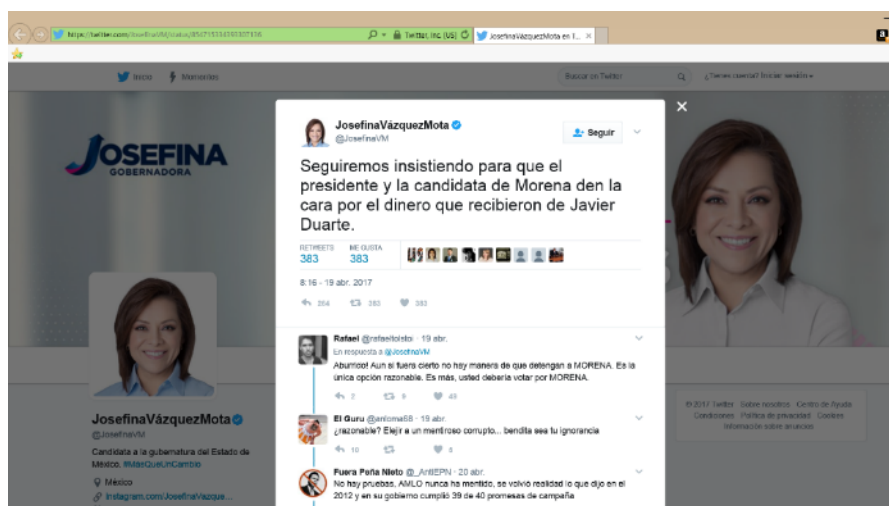 Twitter, Inc. [US]
JosefinaVázquezMota en T...
Inicio
Momentos
Buscar en Twitter
¿Tienes cuenta? Iniciar sesión
JOSEFINA
GOBERNADORA
JosefinaVázquezMota
@JosefinaVM
Seguir
Seguiremos insistiendo para que el
presidente y la candidata de Morena den la
cara por el dinero que recibieron de Javier
Duarte.
RETWEETS ME GUSTA
383 383
8:16 - 19 abr. 2017
264 383 383
Rafael @rafaeltolstoi · 19 abr.
En respuesta a @JosefinaVM
Aburrido! Aun si fuera cierto no hay manera de que detengan a MORENA. Es la
única opción razonable. Es más, usted debería votar por MORENA.
2 9 49
El Guru @antoma68 · 19 abr.
¿razonable? Elejir a un mentiroso corrupto... bendita sea tu ignorancia
10 6
Fuera Peña Nieto @_AntiEPN · 20 abr.
No hay pruebas, AMLO nunca ha mentido, se volvió realidad lo que dijo en el
2012 y en su gobierno cumplió 39 de 40 promesas de campaña
JosefinaVázquezMota
@JosefinaVM
Candidata a la gubernatura del Estado de
México. #MásQueUnCambio
México
instagram.com/JosefinaVazque...
© 2017 Twitter Sobre nosotros Centro de Ayuda
Condiciones Política de privacidad Cookies
Información sobre anuncios